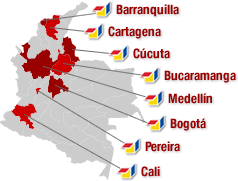 Barranquilla
Cartagena
Cúcuta
Bucaramanga
Medellín
Bogotá
Pereira
Cali